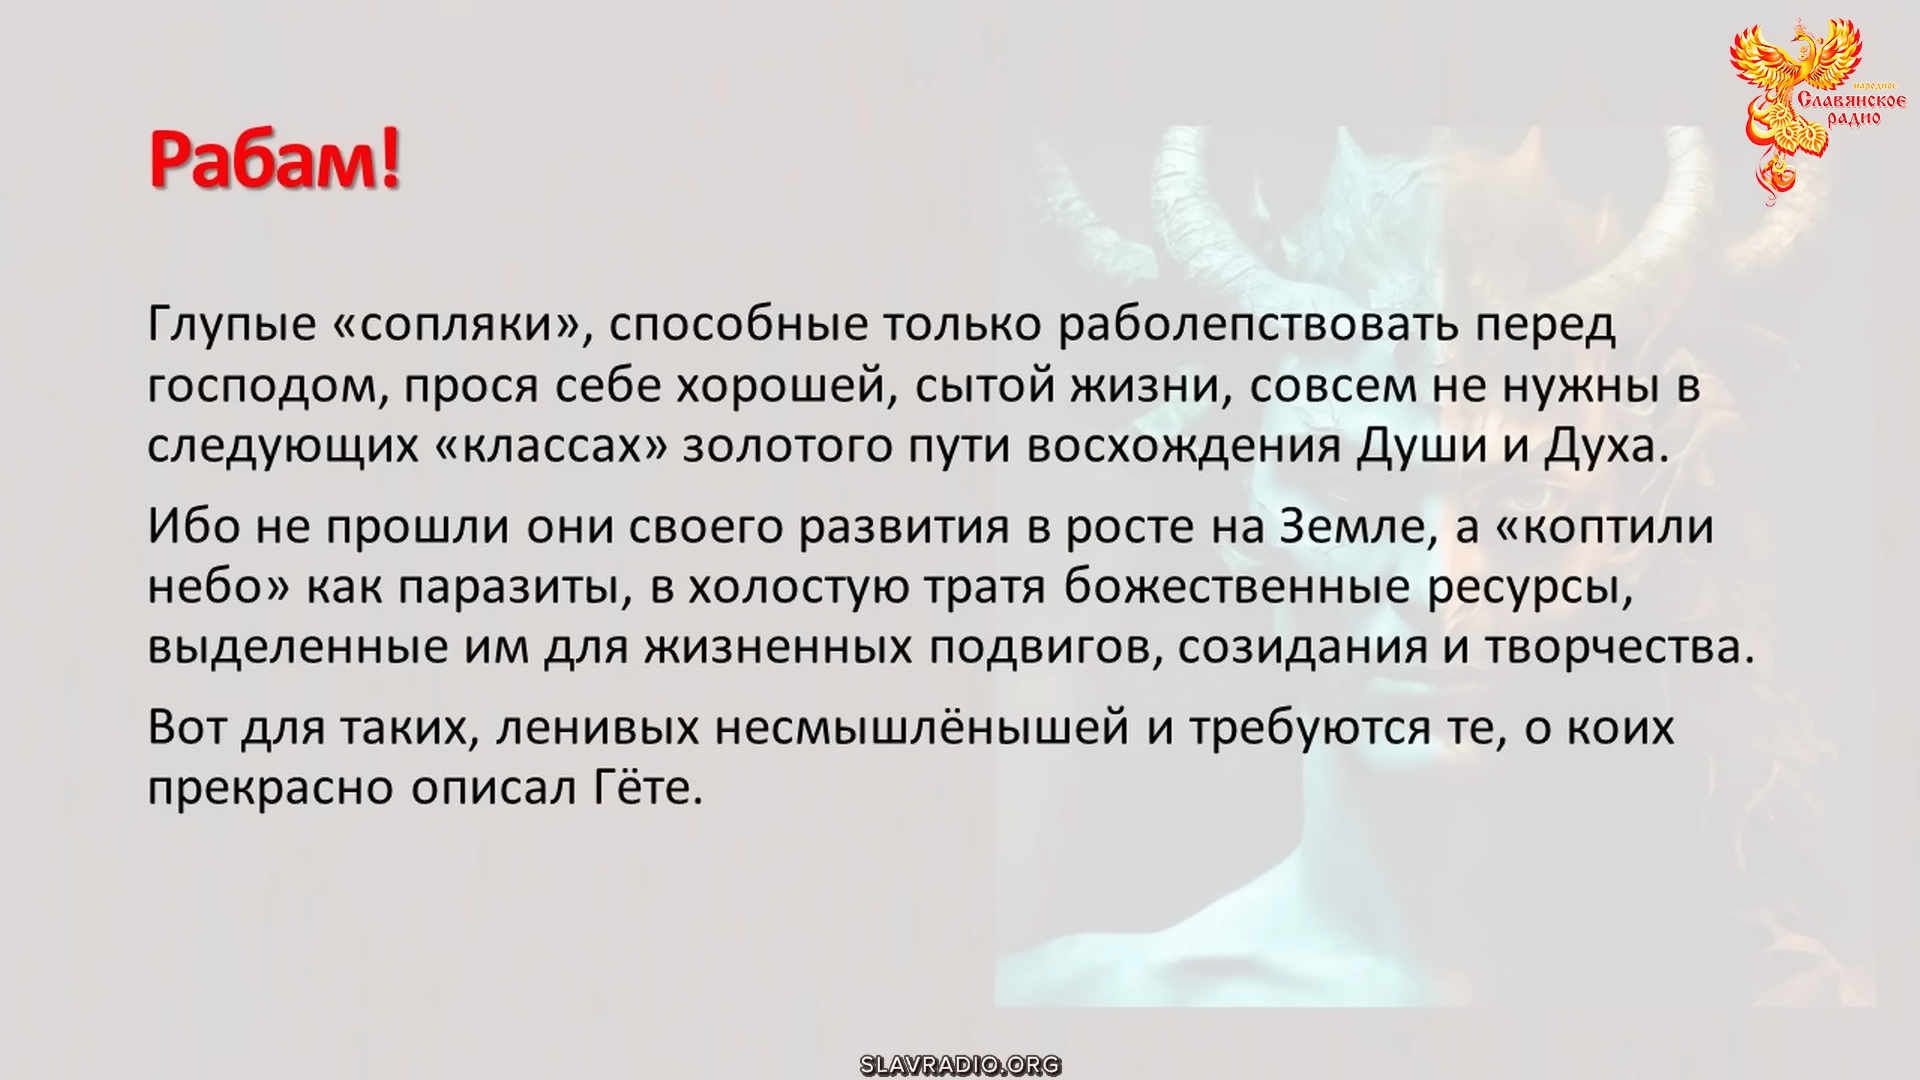 народное
Славянское
радио
Рабам!
Глупые «сопляки», способные только раболепствовать перед
господом, прося себе хорошей, сытой жизни, совсем не нужны в
следующих «классах» золотого пути восхождения Души и Духа.
Ибо не прошли они своего развития в росте на Земле, а «коптили
небо» как паразиты, в холостую тратя божественные ресурсы,
выделенные им для жизненных подвигов, созидания и творчества.
Вот для таких, ленивых несмышлёнышей и требуются те, о коих
прекрасно описал Гёте.
SLAVRADIO.ORG